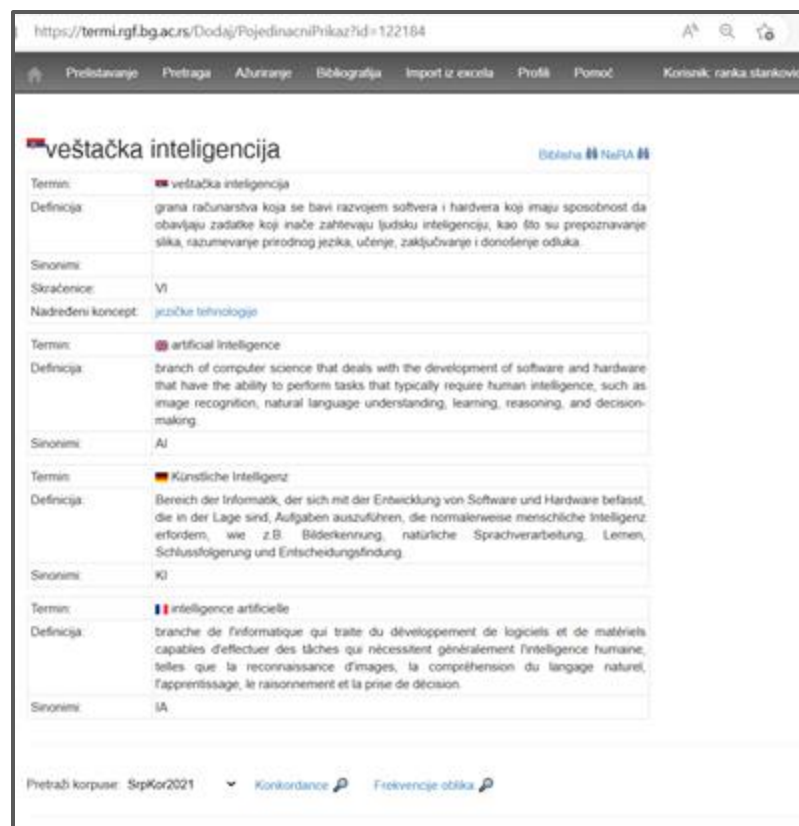 https://termi.rgf.bg.ac.rs/Dodaj/PojedinacniPrikaz?id=122184
Prelistavanje Pretraga Ažuriranje Bibliografija Import iz excela Profili Pomoć Korisnik: ranka.stankovic
veštačka inteligencija
Biblisha NaRA
Termin: veštačka inteligencija
Definicija: grana računarstva koja se bavi razvojem softvera i hardvera koji imaju sposobnost da
obavljaju zadatke koji inače zahtevaju ljudsku inteligenciju, kao što su prepoznavanje
slika, razumevanje prirodnog jezika, učenje, zaključivanje i donošenje odluka.
Sinonimi:
Skraćenice: VI
Nadređeni koncept: jezičke tehnologije
Termin: artificial Intelligence
Definicija: branch of computer science that deals with the development of software and hardware
that have the ability to perform tasks that typically require human intelligence, such as
image recognition, natural language understanding, learning, reasoning, and decision-
making.
Sinonimi: AI
Termin: Künstliche Intelligenz
Definicija: Bereich der Informatik, der sich mit der Entwicklung von Software und Hardware befasst,
die in der Lage sind, Aufgaben auszuführen, die normalerweise menschliche Intelligenz
erfordern, wie z.B. Bilderkennung, natürliche Sprachverarbeitung, Lernen,
Schlussfolgerung und Entscheidungsfindung.
Sinonimi: KI
Termin: intelligence artificielle
Definicija: branche de l'informatique qui traite du développement de logiciels et de matériels
capables d'effectuer des tâches qui nécessitent généralement l'intelligence humaine,
telles que la reconnaissance d'images, la compréhension du langage naturel,
l'apprentissage, le raisonnement et la prise de décision.
Sinonimi: IA
Pretraži korpuse: SrpKor2021 Konkordance Frekvencije oblika